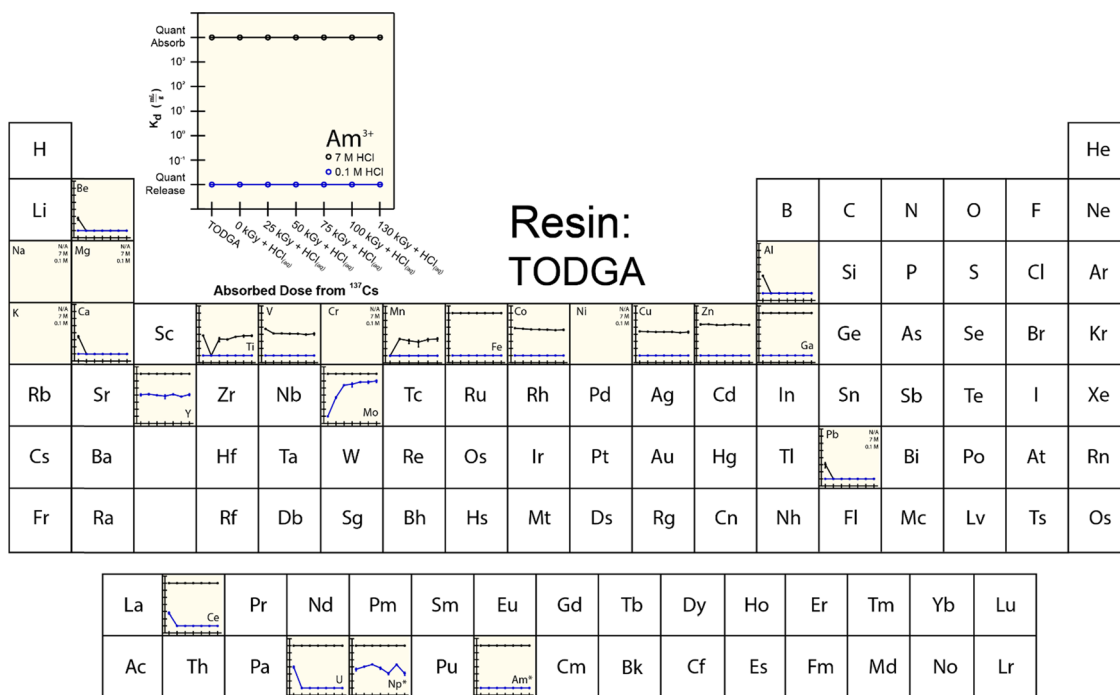 Quant
Absorb
10³
10²
10¹
10⁰
10⁻¹
Quant
Release
K_d (mL/g)
Am³⁺
7 M HCl
0.1 M HCl
TODGA
0 kGy + HCl(aq)
25 kGy + HCl(aq)
50 kGy + HCl(aq)
75 kGy + HCl(aq)
100 kGy + HCl(aq)
130 kGy + HCl(aq)
Absorbed Dose from ¹³⁷Cs
Resin:
TODGA
H He
Li Be B C N O F Ne
Na N/A 7 M 0.1 M Mg N/A 7 M 0.1 M Al N/A 7 M 0.1 M Si P S Cl Ar
K N/A 7 M 0.1 M Ca N/A 7 M 0.1 M Sc Ti V Cr N/A 7 M 0.1 M Mn Fe Co Ni N/A 7 M 0.1 M Cu Zn Ga Ge As Se Br Kr
Rb Sr Y Zr Nb Mo Tc Ru Rh Pd Ag Cd In Sn Sb Te I Xe
Cs Ba Hf Ta W Re Os Ir Pt Au Hg Tl Pb N/A 7 M 0.1 M Bi Po At Rn
Fr Ra Rf Db Sg Bh Hs Mt Ds Rg Cn Nh Fl Mc Lv Ts Os
La Ce Pr Nd Pm Sm Eu Gd Tb Dy Ho Er Tm Yb Lu
Ac Th Pa U Np* Pu Am* Cm Bk Cf Es Fm Md No Lr